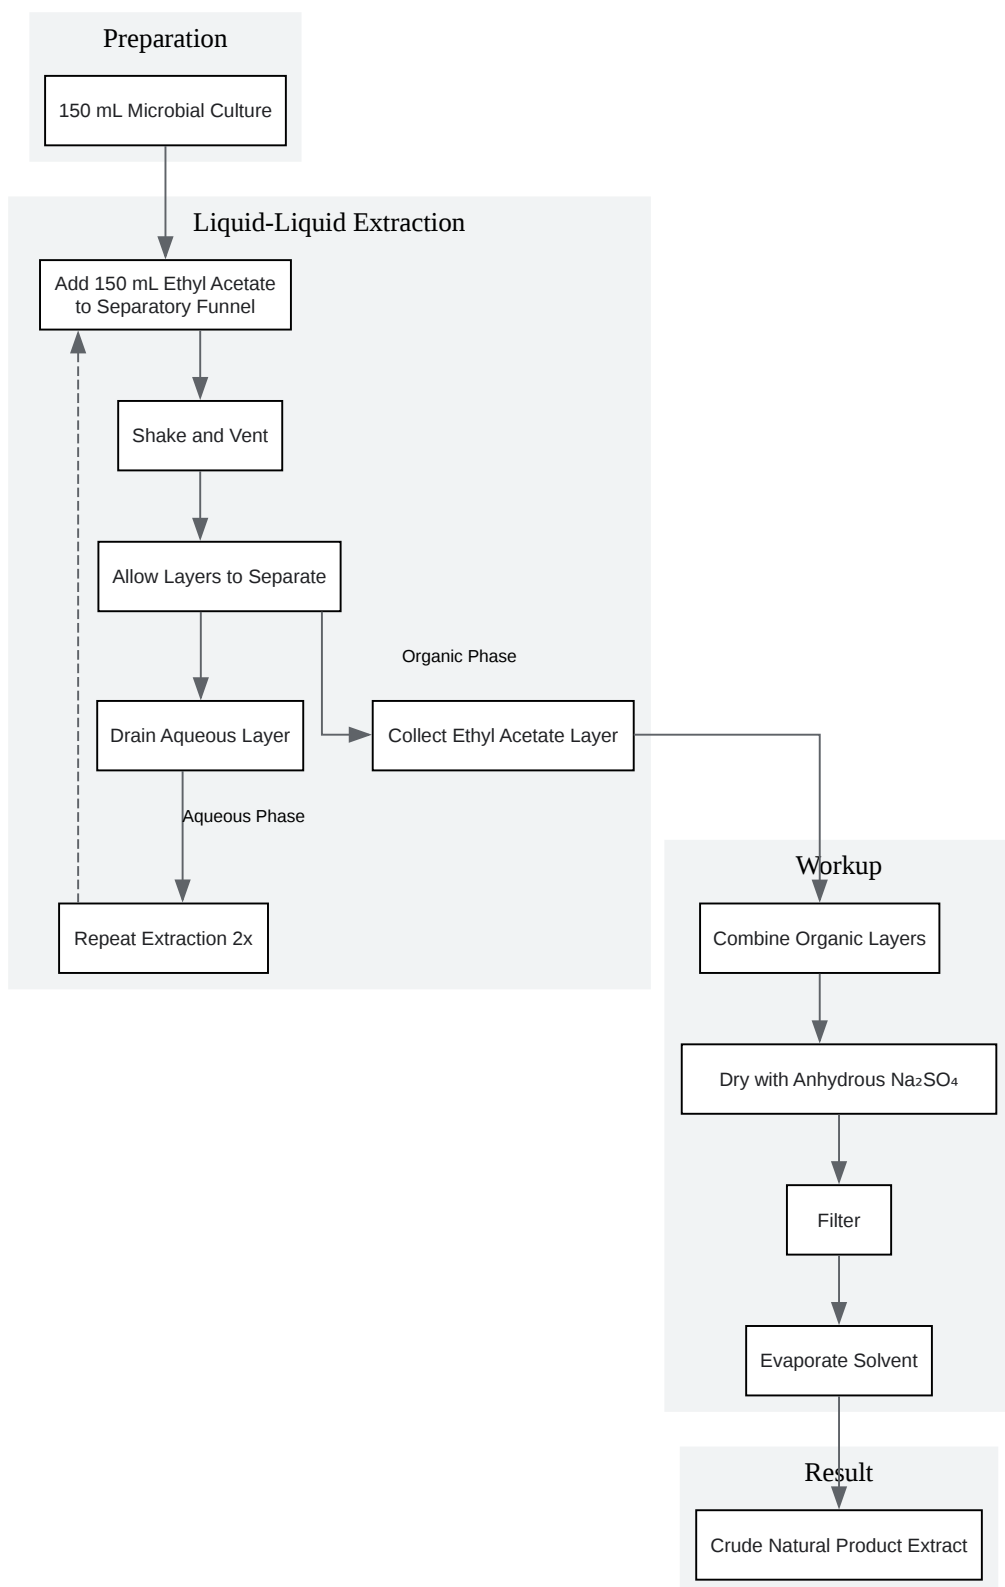 Preparation
150 mL Microbial Culture
Liquid-Liquid Extraction
Add 150 mL Ethyl Acetate
to Separatory Funnel
Shake and Vent
Allow Layers to Separate
Organic Phase
Drain Aqueous Layer
Collect Ethyl Acetate Layer
Aqueous Phase
Repeat Extraction 2x
Workup
Combine Organic Layers
Dry with Anhydrous Na₂SO₄
Filter
Evaporate Solvent
Result
Crude Natural Product Extract